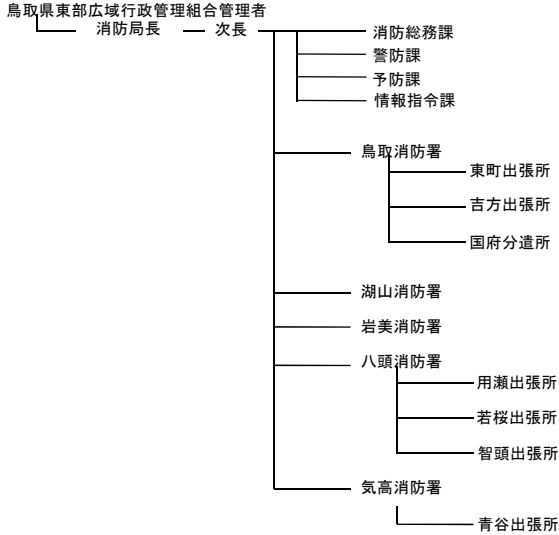 鳥取県東部広域行政管理組合管理者
消防局長 次長 消防総務課
警防課
予防課
情報指令課
鳥取消防署
東町出張所
吉方出張所
国府分遣所
湖山消防署
岩美消防署
八頭消防署
用瀬出張所
若桜出張所
智頭出張所
気高消防署
青谷出張所